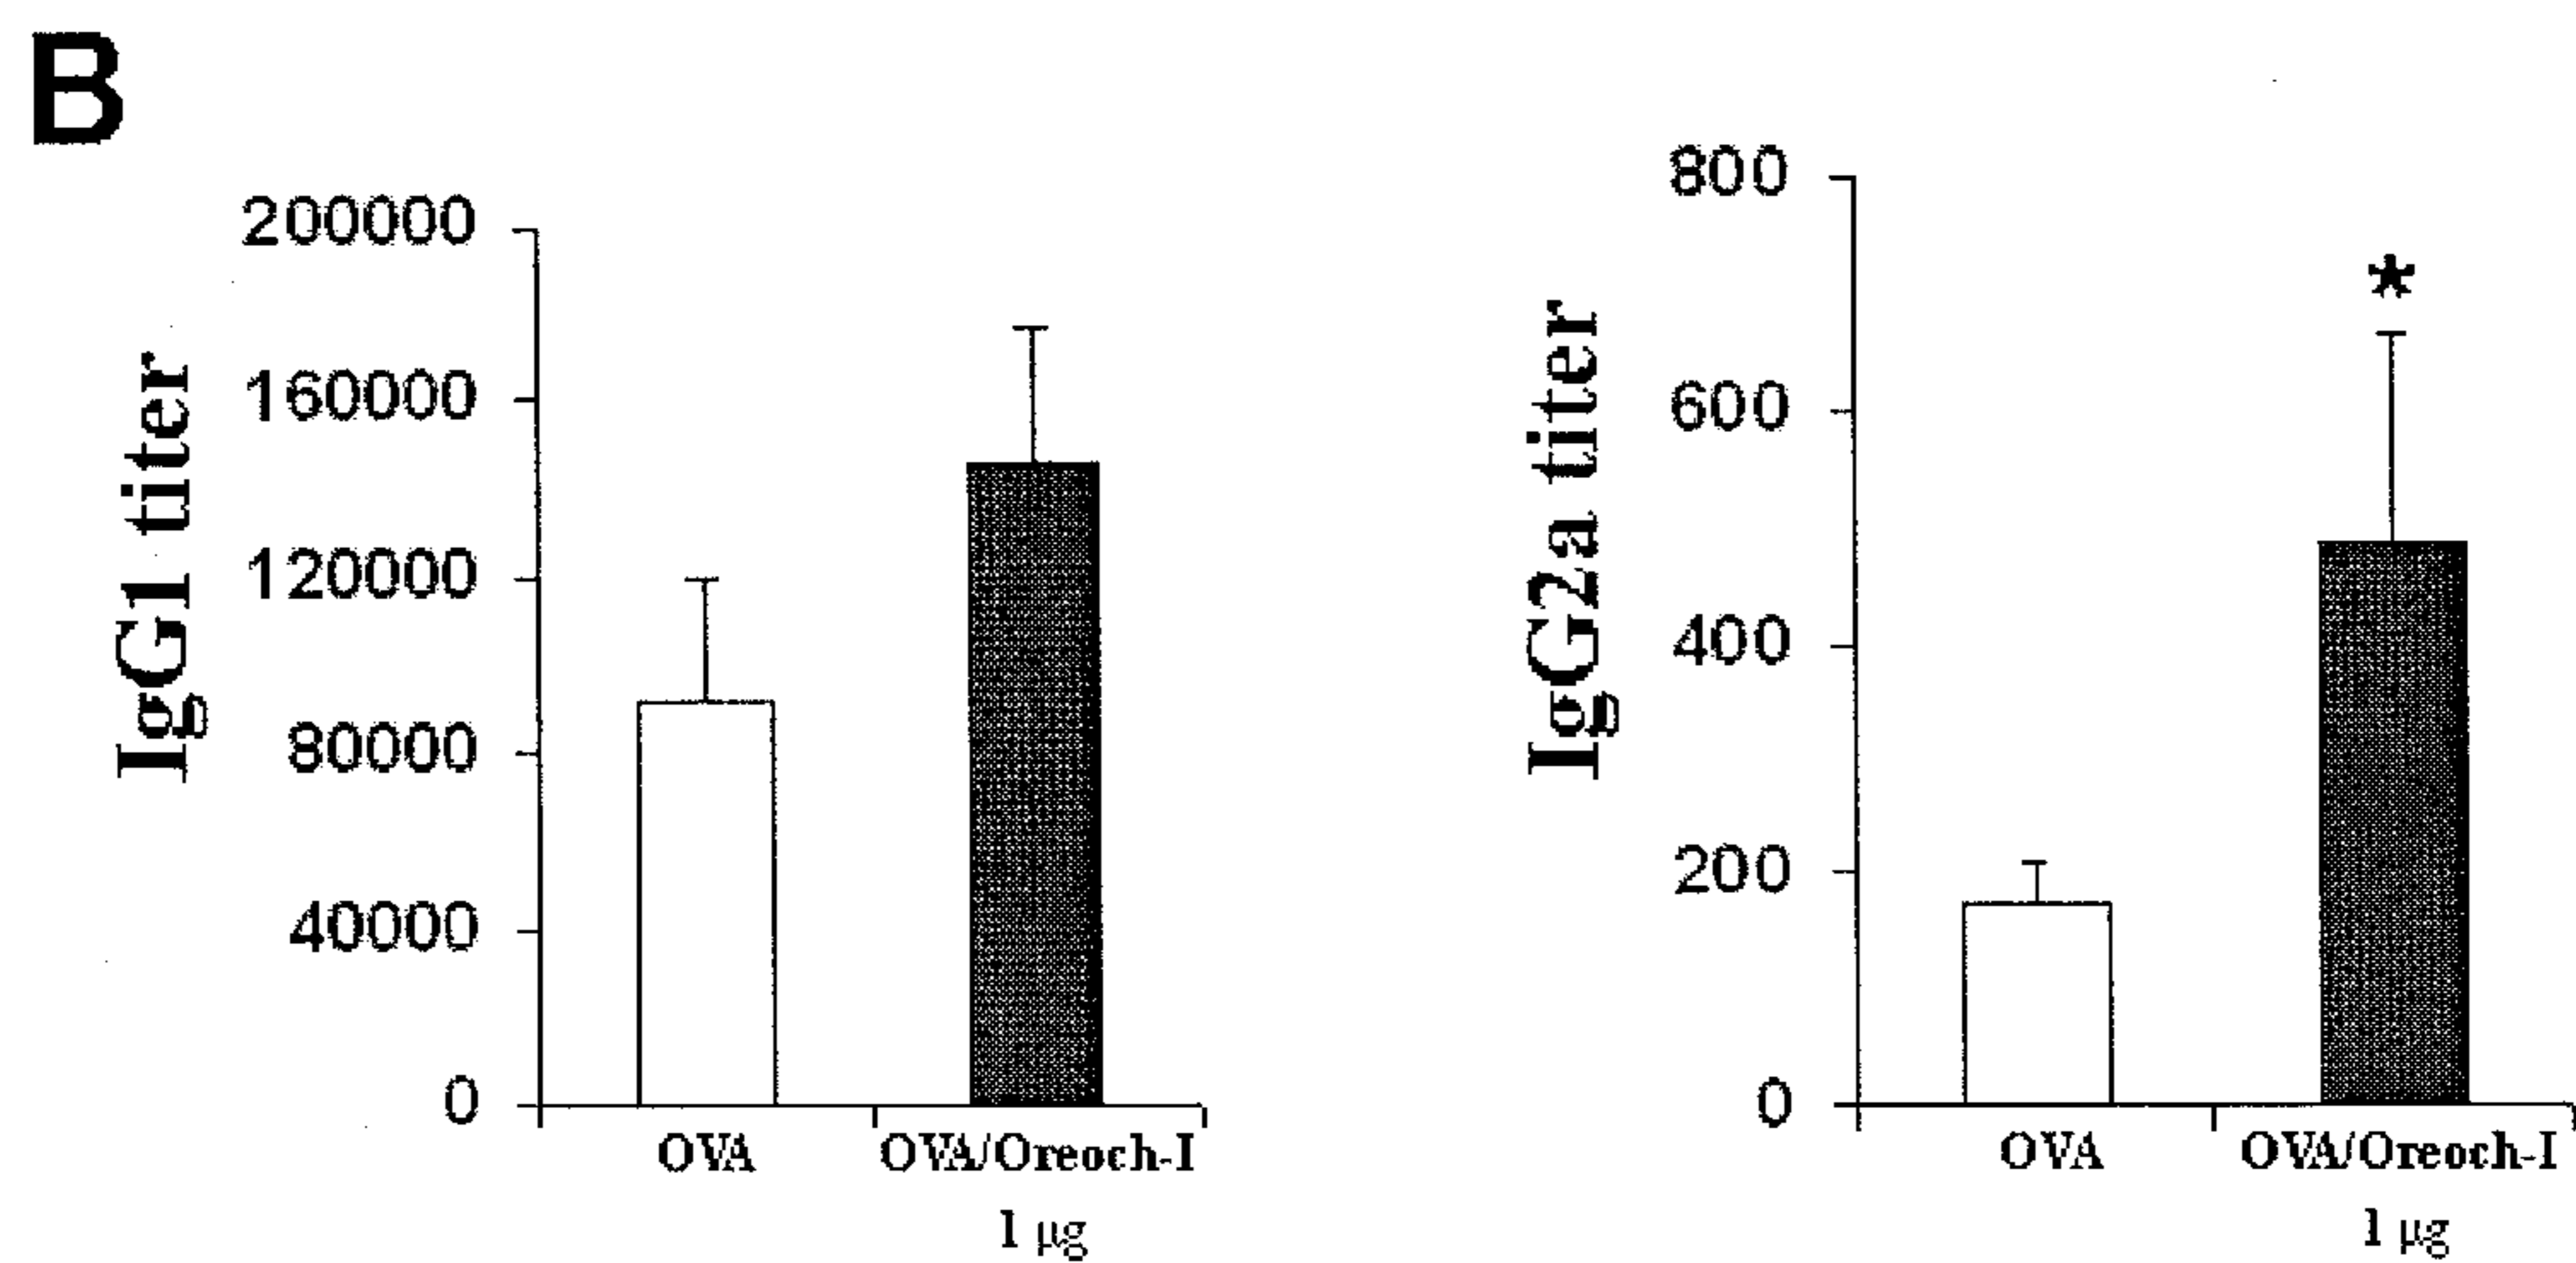 B
IgG1 titer
200000
160000
120000
80000
40000
0
OVA
OVA/Oreoch-I
1 µg
IgG2a titer
800
*
600
400
200
0
OVA
OVA/Oreoch-I
1 µg